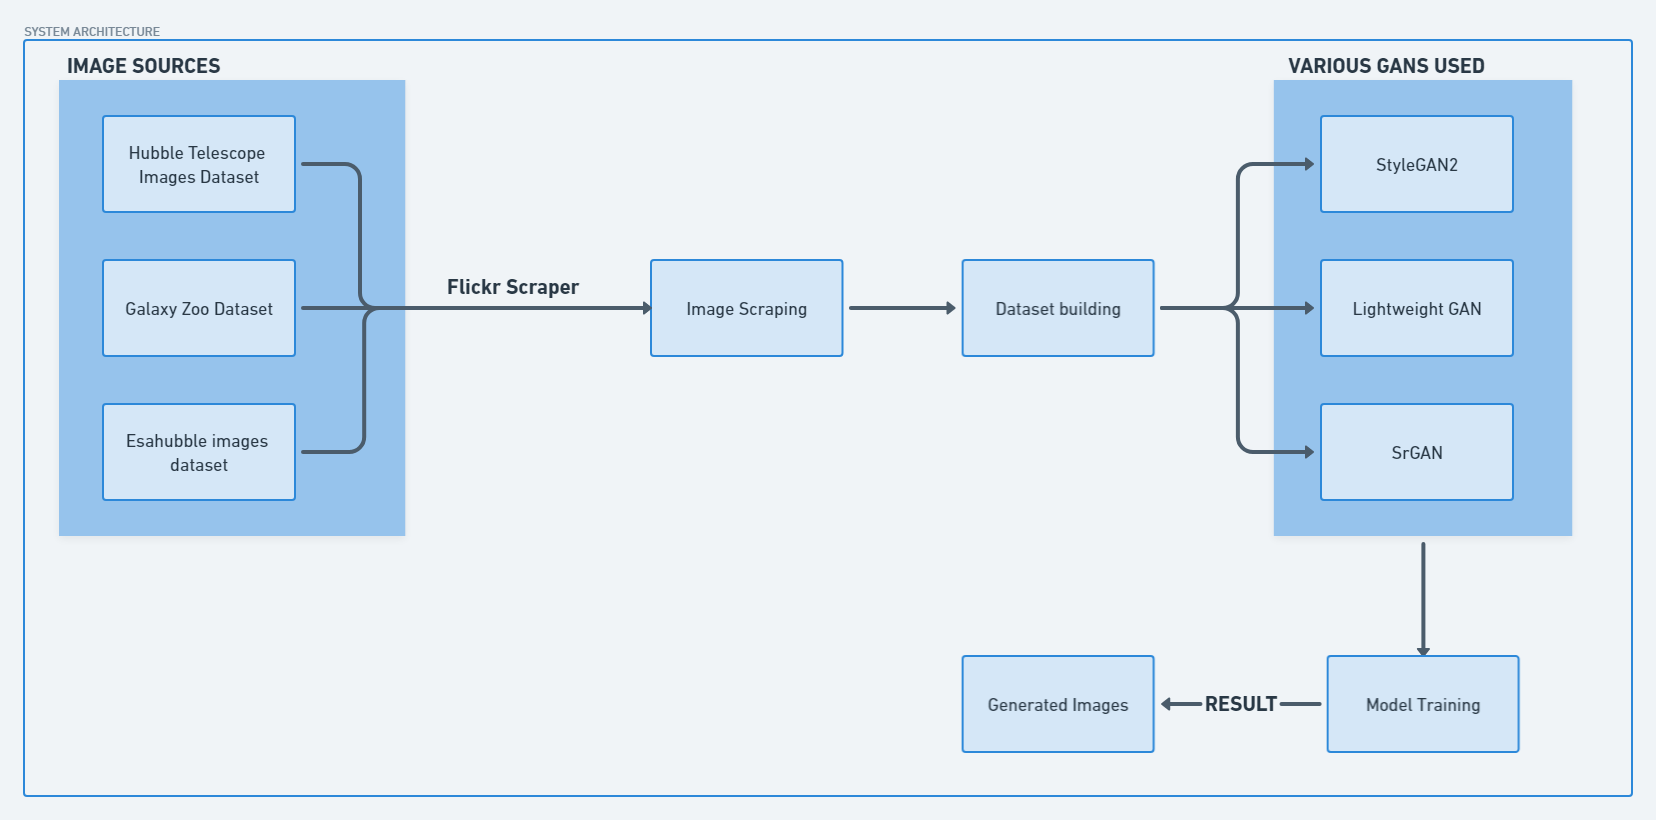 SYSTEM ARCHITECTURE
IMAGE SOURCES
Hubble Telescope
Images Dataset
Galaxy Zoo Dataset
Esahubble images
dataset
Flickr Scraper
Image Scraping
Dataset building
VARIOUS GANS USED
StyleGAN2
Lightweight GAN
SrGAN
Model Training
RESULT
Generated Images